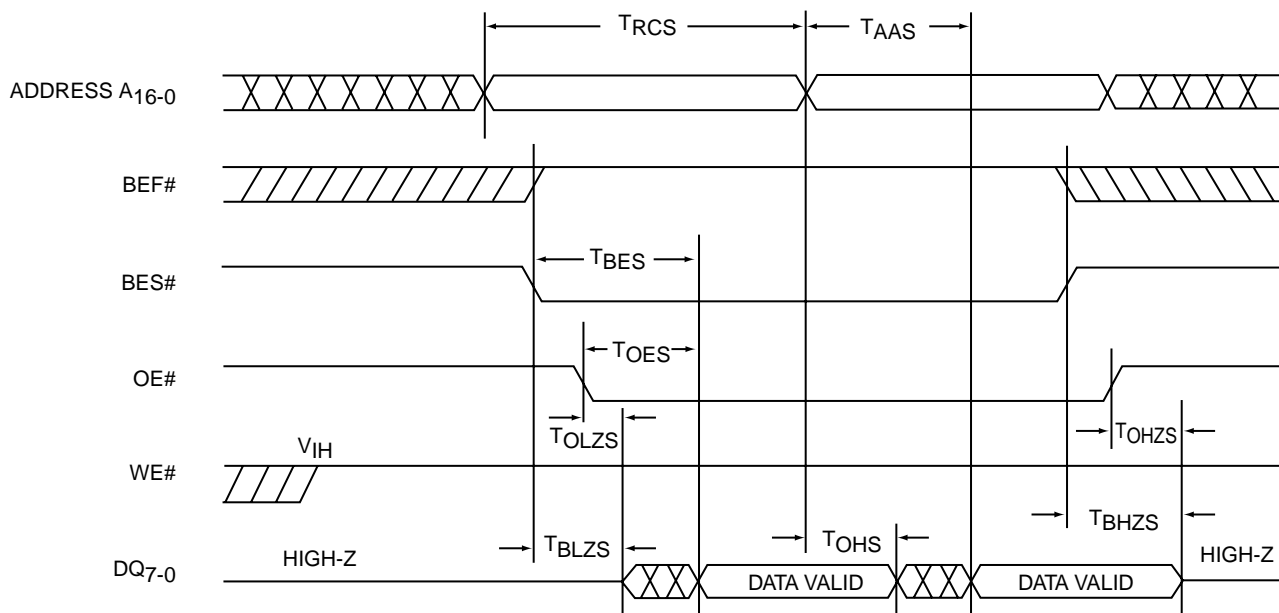 TRCS
TAAS
ADDRESS A16-0
BEF#
TBES
BES#
TOES
OE#
TOLZS
TOHZS
VIH
WE#
TBLZS
TOHS
TBHZS
HIGH-Z
HIGH-Z
DQ7-0
DATA VALID
DATA VALID